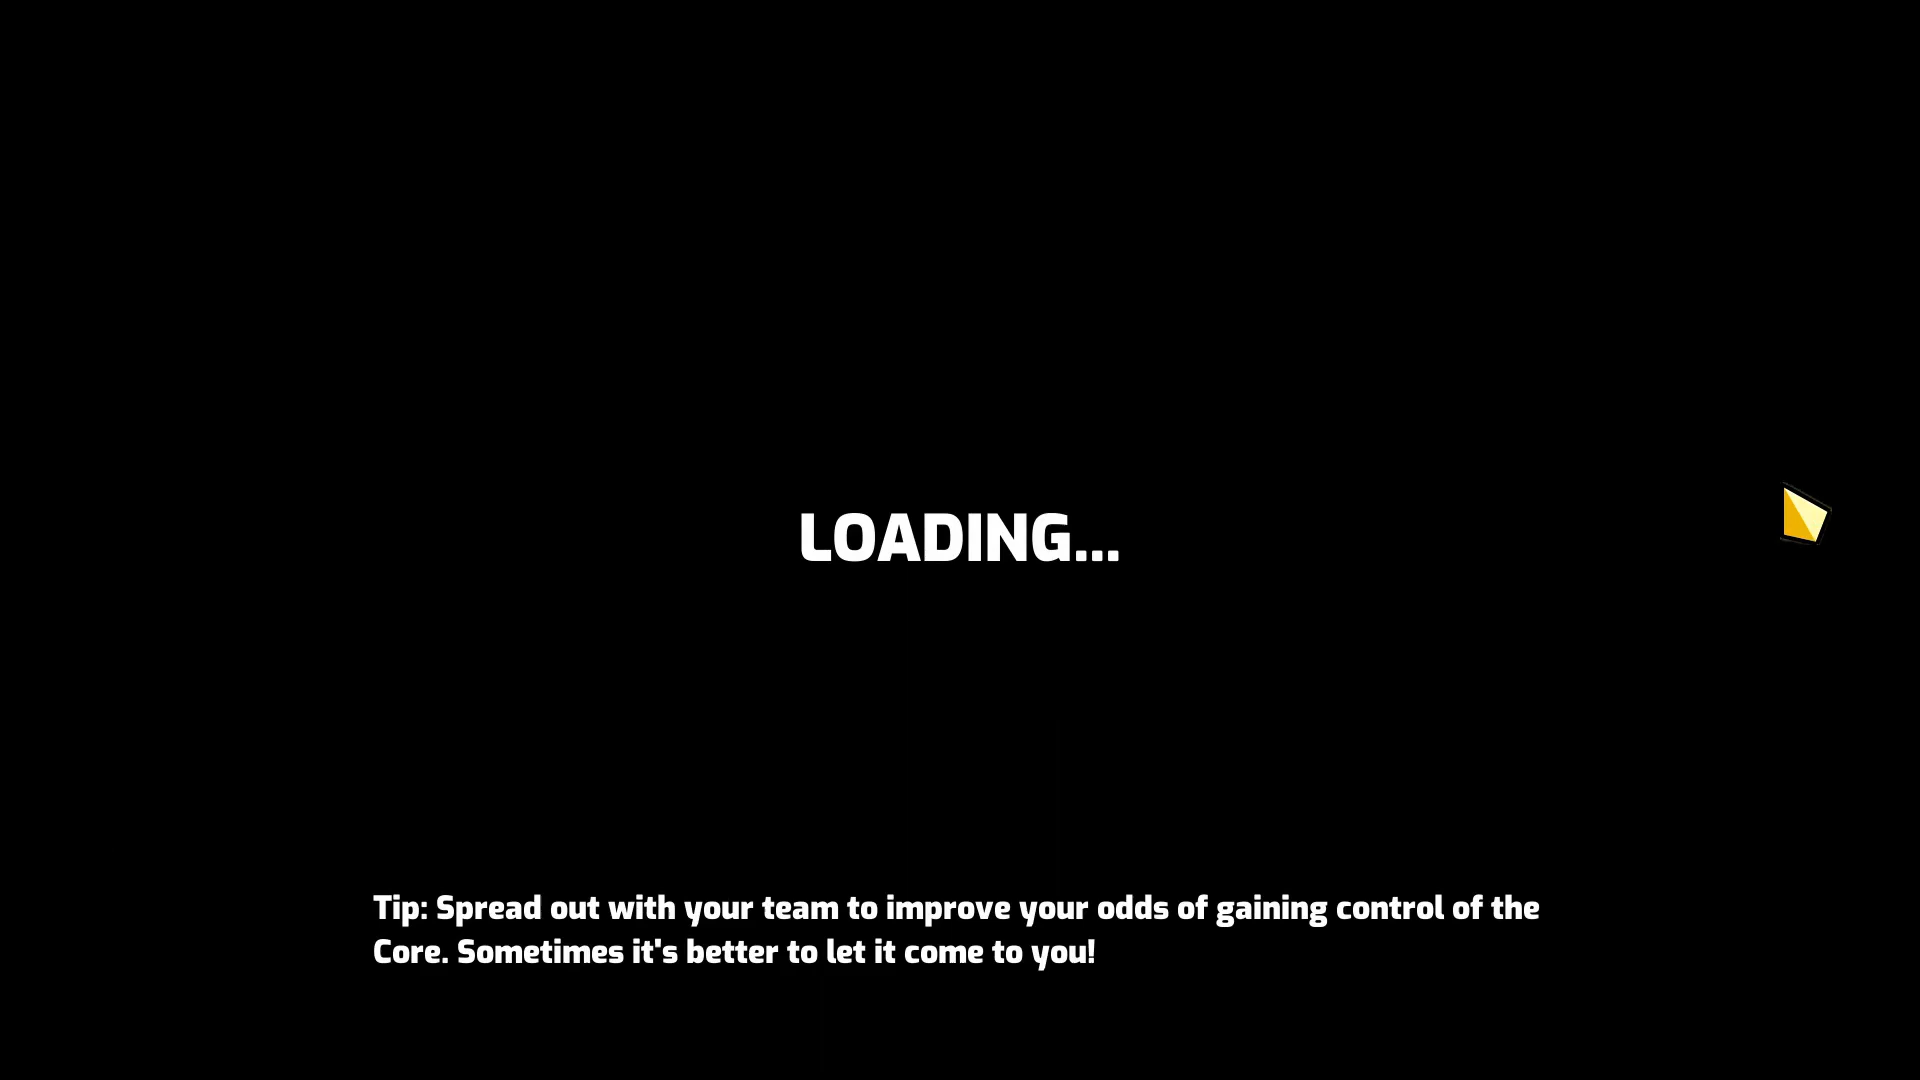 LOADING...
Tip: Spread out with your team to improve your odds of gaining control of the
Core. Sometimes it's better to let it come to you!